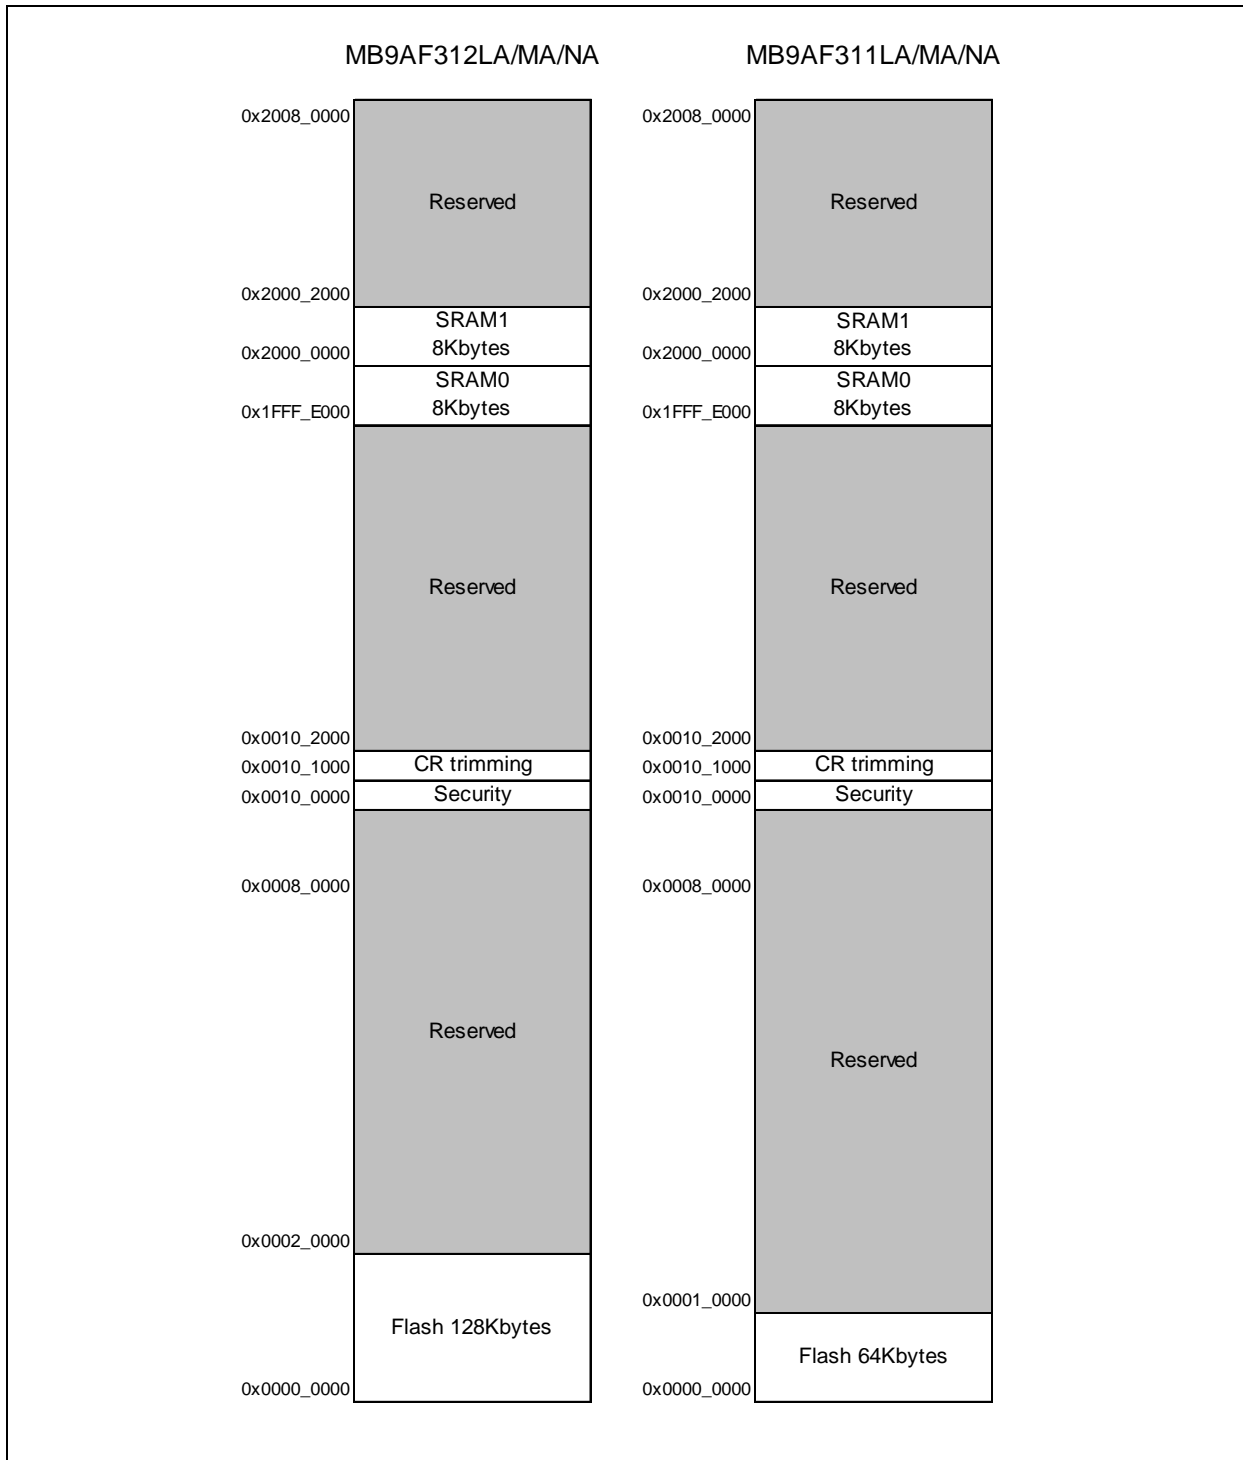 MB9AF312LA/MA/NA
0x2008_0000
Reserved
0x2000_2000
SRAM1
8Kbytes
0x2000_0000
SRAM0
8Kbytes
0x1FFF_E000
Reserved
0x0010_2000
CR trimming
0x0010_1000
Security
0x0010_0000
0x0008_0000
Reserved
0x0002_0000
Flash 128Kbytes
0x0000_0000
MB9AF311LA/MA/NA
0x2008_0000
Reserved
0x2000_2000
SRAM1
8Kbytes
0x2000_0000
SRAM0
8Kbytes
0x1FFF_E000
Reserved
0x0010_2000
CR trimming
0x0010_1000
Security
0x0010_0000
0x0008_0000
Reserved
0x0001_0000
Flash 64Kbytes
0x0000_0000